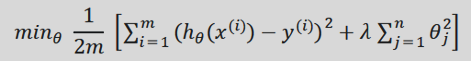 min_θ 1/2m [∑_{i=1}^{m} (h_θ(x^{(i)}) − y^{(i)})^2 + λ ∑_{j=1}^{n} θ_j^2]